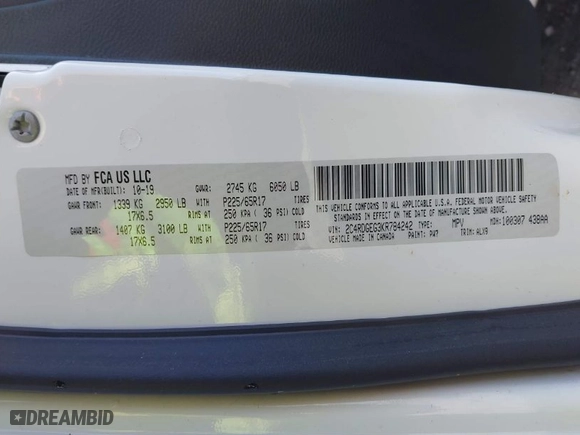 MFD BY FCA US LLC
DATE OF MFR(BUILT): 10-19 GVWR: 2745 KG 6050 LB
GAWR FRONT: 1339 KG 2950 LB WITH P225/65R17 TIRES
17X6.5 RIMS AT 250 KPA ( 36 PSI) COLD
GAWR REAR: 1407 KG 3100 LB WITH P225/65R17 TIRES
17X6.5 RIMS AT 250 KPA ( 36 PSI) COLD
THIS VEHICLE CONFORMS TO ALL APPLICABLE U.S.A. FEDERAL MOTOR VEHICLE SAFETY
STANDARDS IN EFFECT ON THE DATE OF MANUFACTURE SHOWN ABOVE.
VIN: 2C4RDGEG3KR784242 TYPE: MPV MDH: 100307 438AA
VEHICLE MADE IN CANADA PAINT: PW7 TRIM: ALX9
DREAMBID